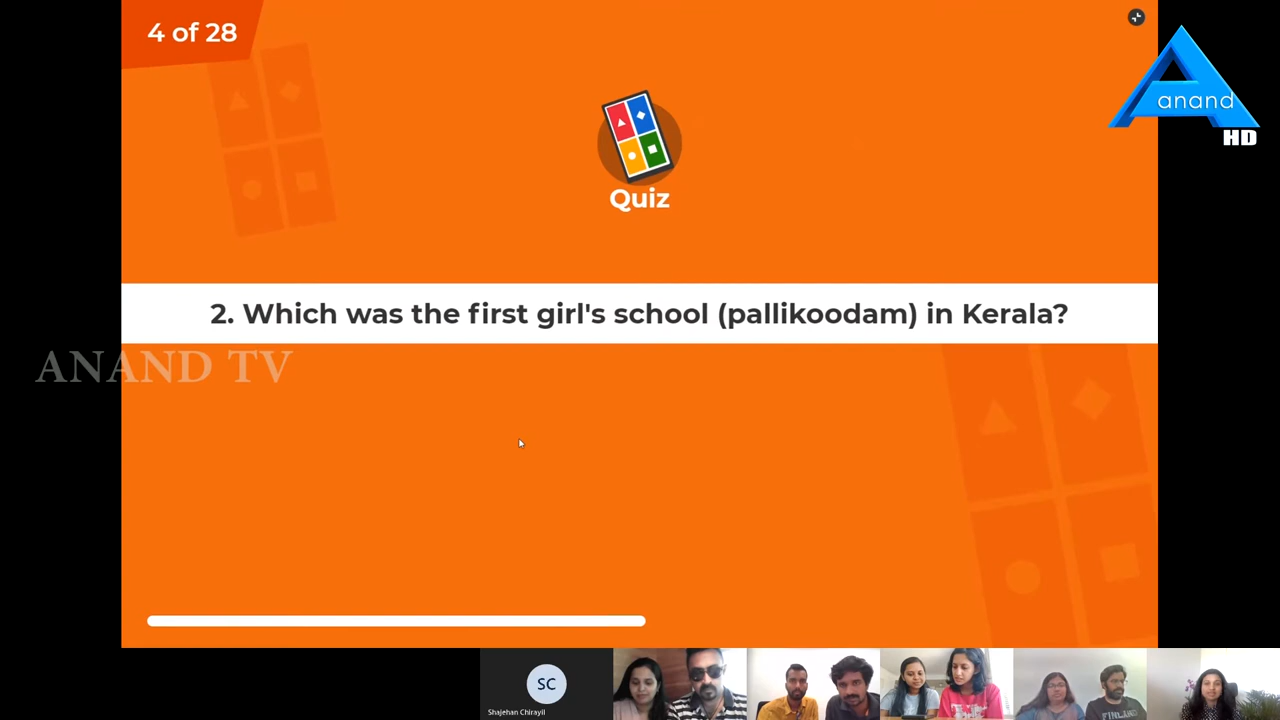 4 of 28
anand
HD
Quiz
2. Which was the first girl's school (pallikoodam) in Kerala?
ANAND TV
SC
Shajehan Chirayil
FINLAND